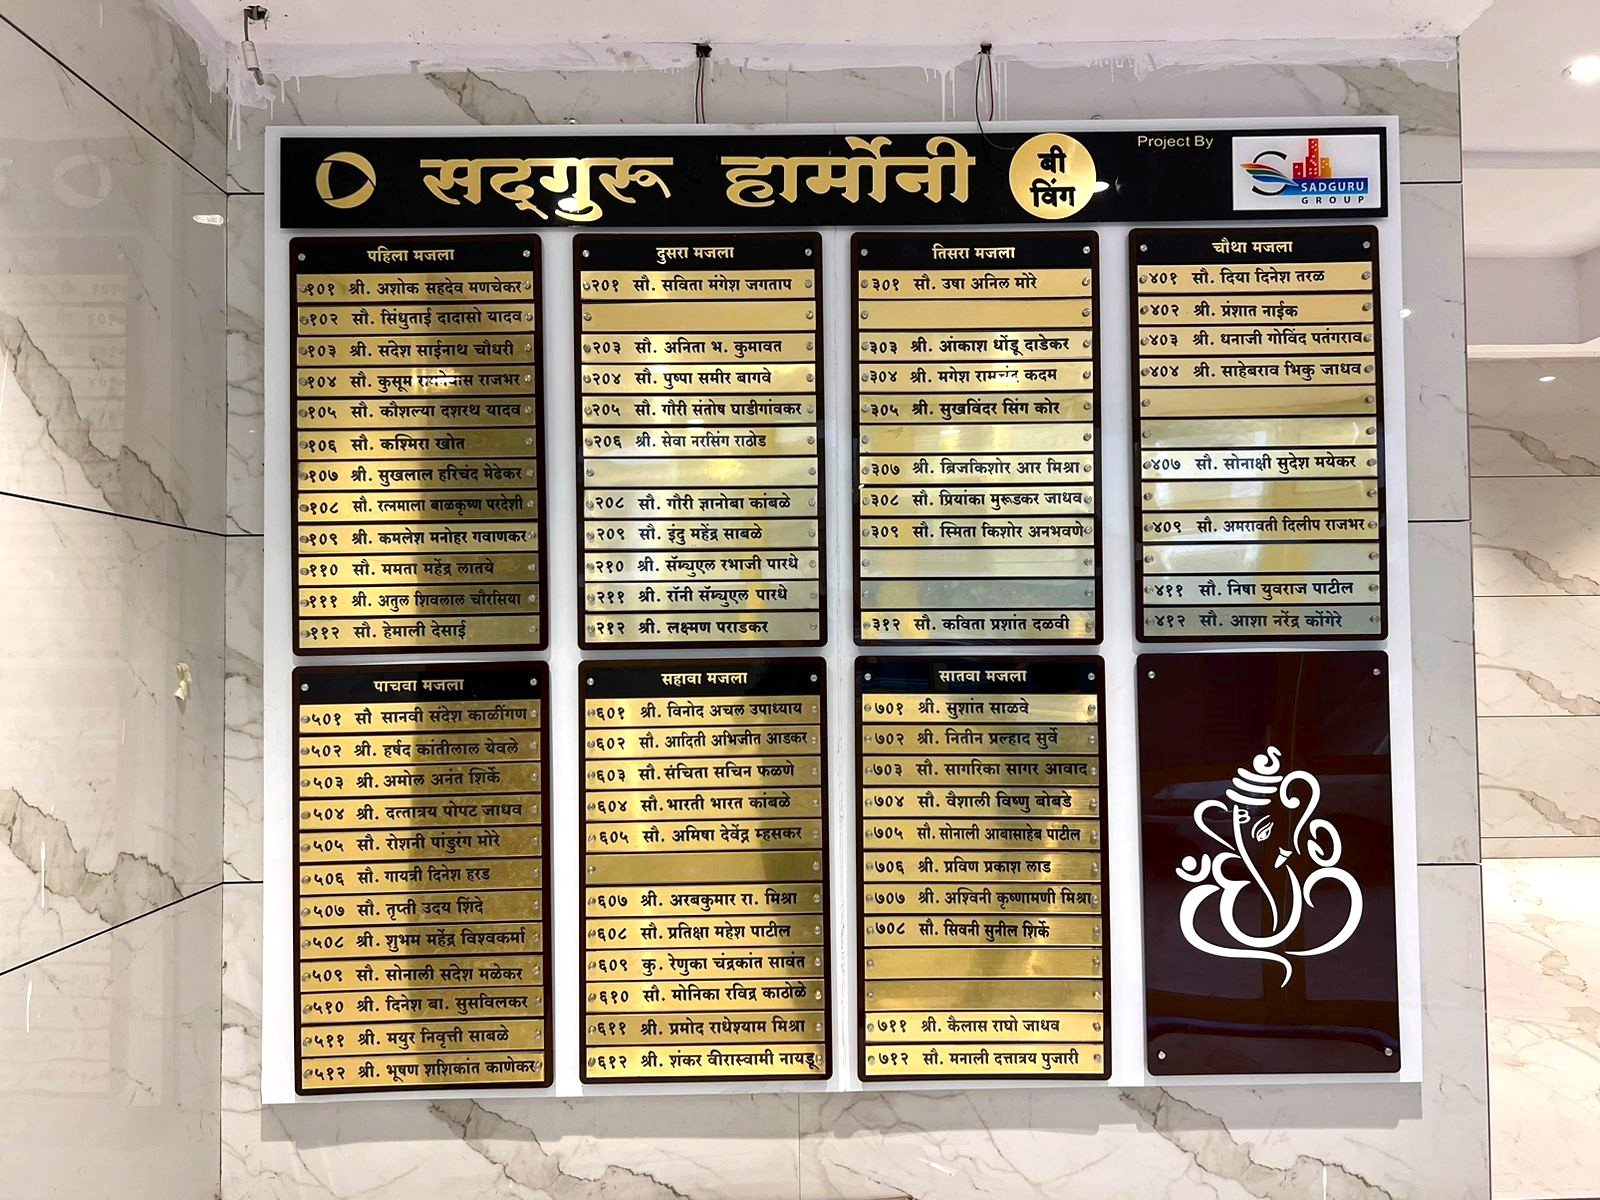 सद्गुरू हार्मोनी
बी
विंग
Project By
SADGURU
GROUP
पहिला मजला
१०१ श्री. अशोक सहदेव मणचेकर
१०२ सौ. सिंधुताई दादासो यादव
१०३ श्री. संदेश साईनाथ चौधरी
१०४ सौ. कुसूम राजभर
१०५ सौ. कौशल्या दशरथ यादव
१०६ सौ. कश्मिरा खोत
१०७ श्री. सुखलाल हरिचंद मेढेकर
१०८ सौ. रत्नमाला बाळकृष्ण परदेशी
१०९ श्री. कमलेश मनोहर गवाणकर
११० सौ. ममता महेंद्र लातये
१११ श्री. अतुल शिवलाल चौरसिया
११२ सौ. हेमाली देसाई
दुसरा मजला
२०१ सौ. सविता मंगेश जगताप
२०३ सौ. अनिता भ. कुमावत
२०४ सौ. पुष्पा समीर बागवे
२०५ सौ. गौरी संतोष घाडीगांवकर
२०६ श्री. सेवा नरसिंग राठोड
२०८ सौ. गौरी ज्ञानोबा कांबळे
२०९ सौ. इंदु महेंद्र साबळे
२१० श्री. सॅम्युएल रभाजी पारधे
२११ श्री. रॉनी सॅम्युएल पारधे
२१२ श्री. लक्ष्मण पराडकर
तिसरा मजला
३०१ सौ. उषा अनिल मोरे
३०३ श्री. आंकाश धोंडू दाडेकर
३०४ श्री. मगेश रामचंद्र कदम
३०५ श्री. सुखविंदर सिंग कोर
३०७ श्री. ब्रिजकिशोर आर मिश्रा
३०८ सौ. प्रियांका मुरूडकर जाधव
३०९ सौ. स्मिता किशोर अनभवणे
३१२ सौ. कविता प्रशांत दळवी
चौथा मजला
४०१ सौ. दिया दिनेश तरळ
४०२ श्री. प्रंशात नाईक
४०३ श्री. धनाजी गोविंद पतंगराव
४०४ श्री. साहेबराव भिकु जाधव
४०७ सौ. सोनाक्षी सुदेश मयेकर
४०९ सौ. अमरावती दिलीप राजभर
४११ सौ. निषा युवराज पाटील
४१२ सौ. आशा नरेंद्र कोंगेरे
पाचवा मजला
५०१ सौ सानवी संदेश काळींगण
५०२ श्री. हर्षद कांतीलाल येवले
५०३ श्री. अमोल अनंत शिर्के
५०४ श्री. दत्तात्रय पोपट जाधव
५०५ सौ. रोशनी पांडुरंग मोरे
५०६ सौ. गायत्री दिनेश हरड
५०७ सौ. तृप्ती उदय शिंदे
५०८ श्री. शुभम महेंद्र विश्वकर्मा
५०९ सौ. सोनाली सदेश मळेकर
५१० श्री. दिनेश बा. सुसविलकर
५११ श्री. मयुर निवृत्ती साबळे
५१२ श्री. भूषण शशिकांत काणेकर
सहावा मजला
६०१ श्री. विनोद अचल उपाध्याय
६०२ सौ. आदिती अभिजीत आडकर
६०३ सौ. संचिता सचिन फळणे
६०४ सौ. भारती भारत कांबळे
६०५ सौ. अमिषा देवेंद्र म्हसकर
६०७ श्री. अरबकुमार रा. मिश्रा
६०८ सौ. प्रतिक्षा महेश पाटील
६०९ कु. रेणुका चंद्रकांत सावंत
६१० सौ. मोनिका रविद्र काठोळे
६११ श्री. प्रमोद राधेश्याम मिश्रा
६१२ श्री. शंकर वीरास्वामी नायडू
सातवा मजला
७०१ श्री. सुशांत साळवे
७०२ श्री. नितीन प्रल्हाद सुर्वे
७०३ सौ. सागरिका सागर आवाद
७०४ सौ. वैशाली विष्णु बोबडे
७०५ सौ. सोनाली आबासाहेब पाटील
७०६ श्री. प्रविण प्रकाश लाड
७०७ श्री. अश्विनी कृष्णामणी मिश्रा
७०८ सौ. सिवनी सुनील शिर्के
७११ श्री. कैलास राघो जाधव
७१२ सौ. मनाली दत्तात्रय पुजारी